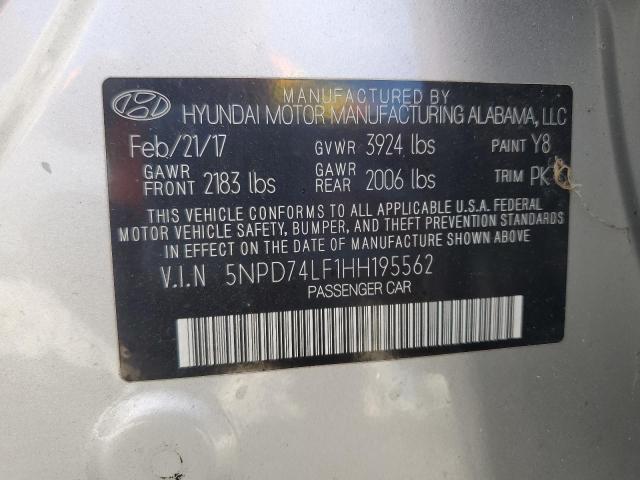 MANUFACTURED BY
HYUNDAI MOTOR MANUFACTURING ALABAMA, LLC
Feb/21/17 GVWR 3924 lbs PAINT Y8
GAWR FRONT 2183 lbs GAWR REAR 2006 lbs TRIM PK
THIS VEHICLE CONFORMS TO ALL APPLICABLE U.S.A. FEDERAL
MOTOR VEHICLE SAFETY, BUMPER, AND THEFT PREVENTION STANDARDS
IN EFFECT ON THE DATE OF MANUFACTURE SHOWN ABOVE
V.I.N 5NPD74LF1HH195562
PASSENGER CAR